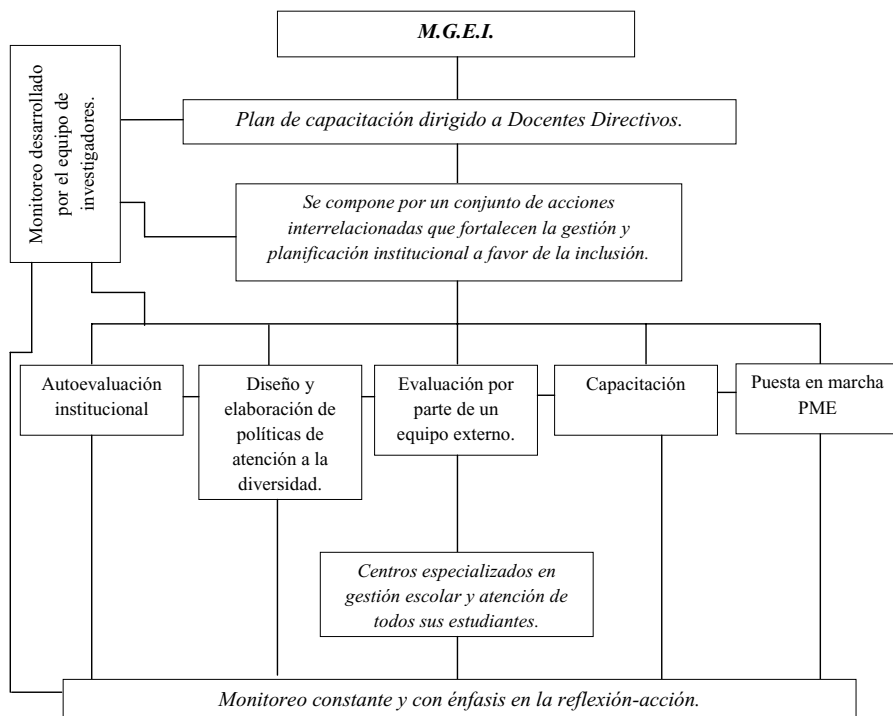 M.G.E.I.
Monitoreo desarrollado
por el equipo de
investigadores.
Plan de capacitación dirigido a Docentes Directivos.
Se compone por un conjunto de acciones
interrelacionadas que fortalecen la gestión y
planificación institucional a favor de la inclusión.
Autoevaluación
institucional
Diseño y
elaboración de
políticas de
atención a la
diversidad.
Evaluación por
parte de un
equipo externo.
Capacitación
Puesta en marcha
PME
Centros especializados en
gestión escolar y atención de
todos sus estudiantes.
Monitoreo constante y con énfasis en la reflexión-acción.